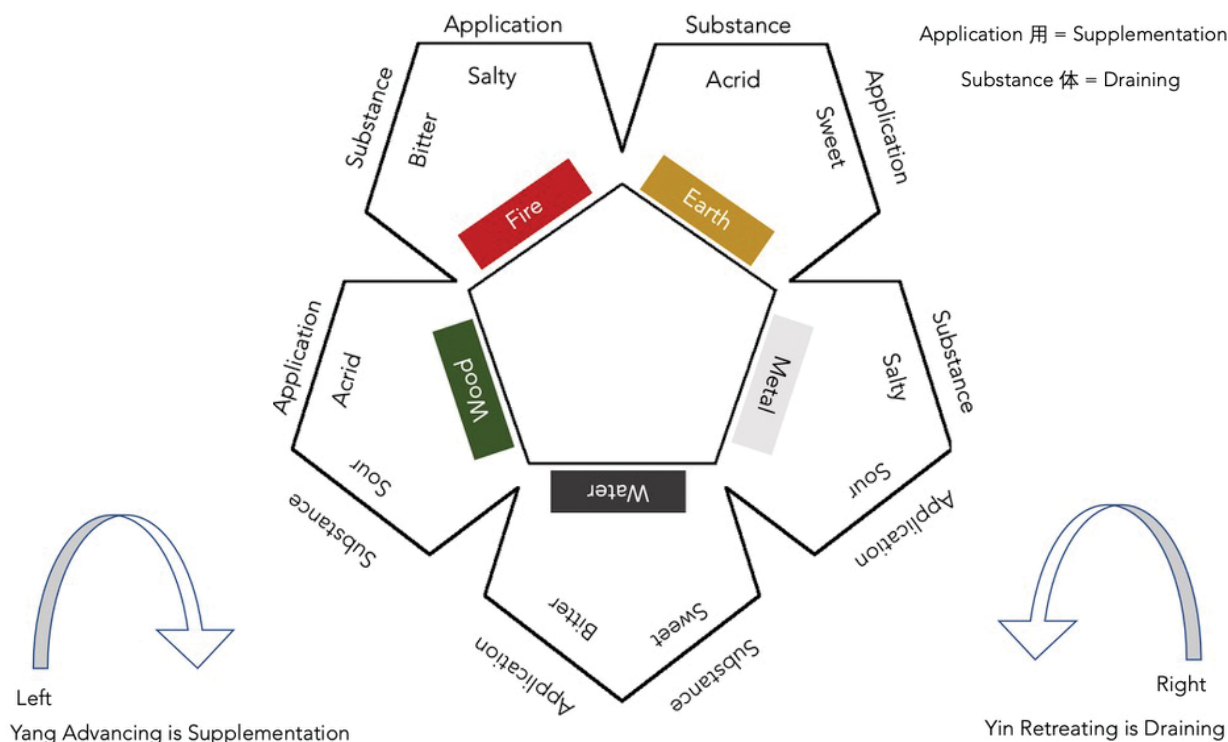 Application
Substance
Application 用 = Supplementation
Substance 体 = Draining
Substance
Bitter
Salty
Acrid
Sweet
Application
Fire
Earth
Application
Acrid
Sour
Substance
Wood
Metal
Salty
Substance
Sour
Application
Water
Bitter
Sweet
Application
Substance
Left
Yang Advancing is Supplementation
Right
Yin Retreating is Draining